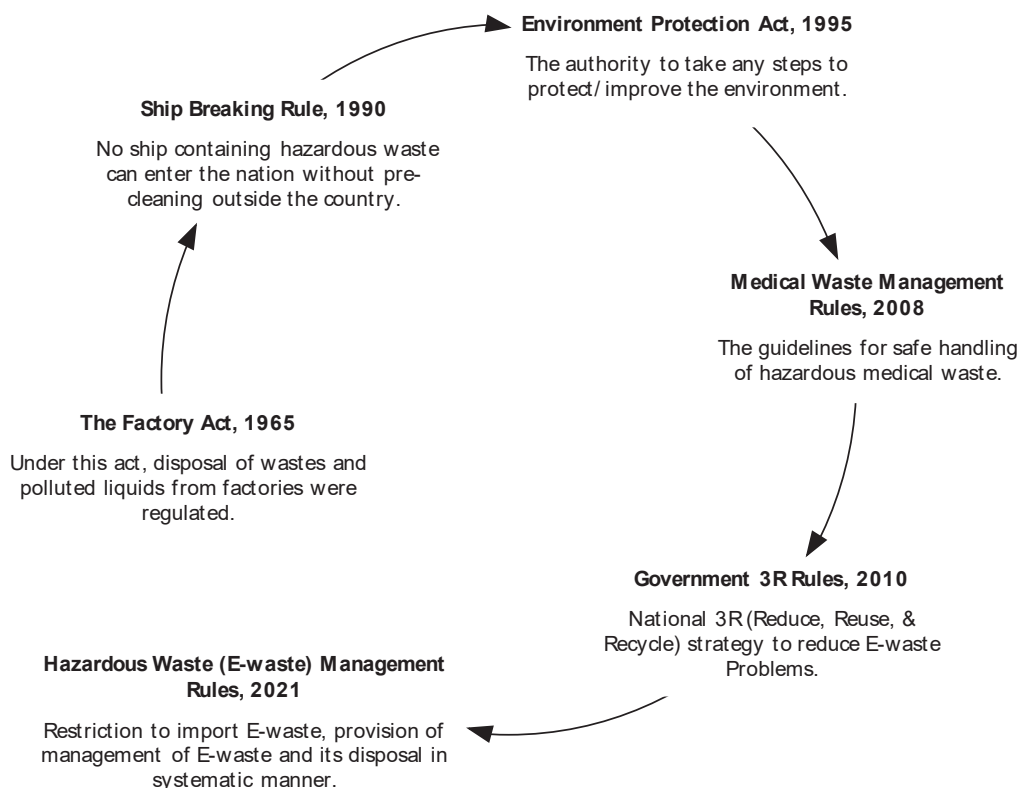 Environment Protection Act, 1995
The authority to take any steps to
protect/ improve the environment.
Ship Breaking Rule, 1990
No ship containing hazardous waste
can enter the nation without pre-
cleaning outside the country.
Medical Waste Management
Rules, 2008
The guidelines for safe handling
of hazardous medical waste.
The Factory Act, 1965
Under this act, disposal of wastes and
polluted liquids from factories were
regulated.
Government 3R Rules, 2010
National 3R (Reduce, Reuse, &
Recycle) strategy to reduce E-waste
Problems.
Hazardous Waste (E-waste) Management
Rules, 2021
Restriction to import E-waste, provision of
management of E-waste and its disposal in
systematic manner.